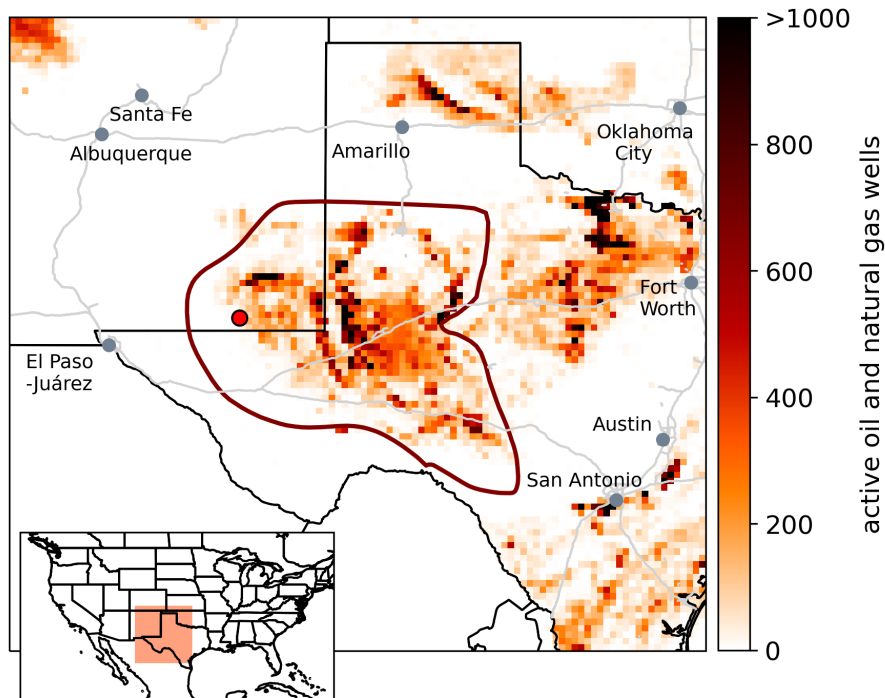 Santa Fe
Albuquerque
Amarillo
Oklahoma
City
Fort
Worth
El Paso
-Juárez
Austin
San Antonio
>1000
800
600
400
200
0
active oil and natural gas wells